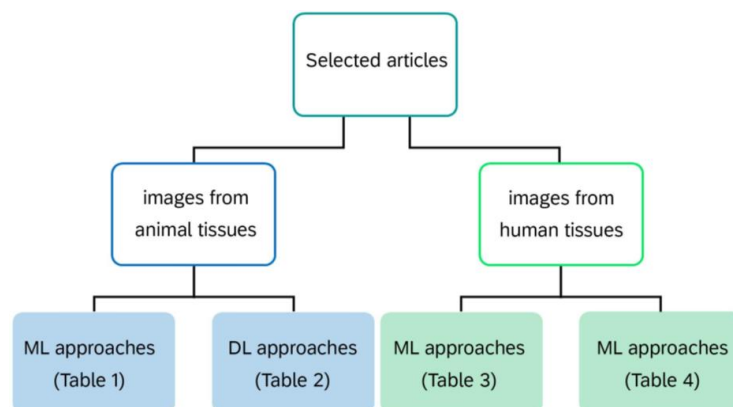 Selected articles
images from
animal tissues
images from
human tissues
ML approaches
(Table 1)
DL approaches
(Table 2)
ML approaches
(Table 3)
ML approaches
(Table 4)